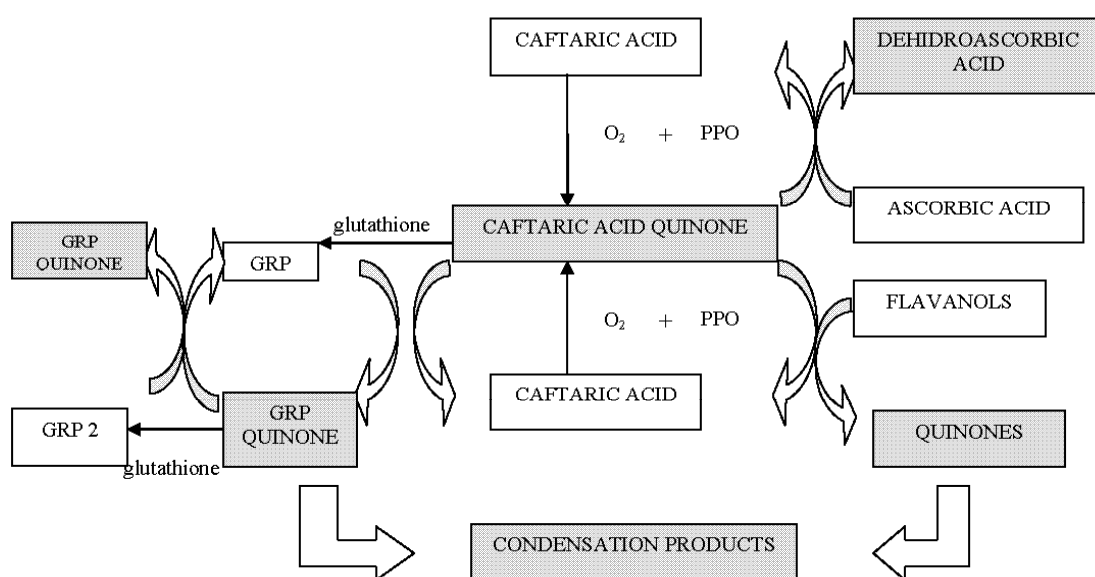 CAFTARIC ACID
DEHIDROASCORBIC
ACID
O₂ + PPO
ASCORBIC ACID
glutathione
CAFTARIC ACID QUINONE
GRP
QUINONE
GRP
FLAVANOLS
O₂ + PPO
CAFTARIC ACID
GRP 2
GRP
QUINONE
QUINONES
glutathione
CONDENSATION PRODUCTS